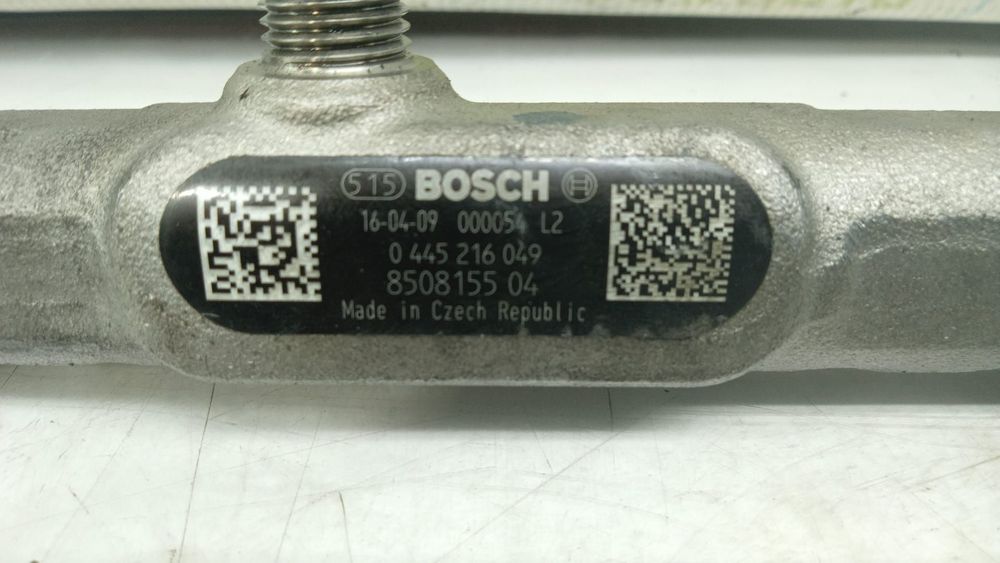 515 BOSCH
16-04-09 000054 L2
0 445 216 049
8508155 04
Made in Czech Republic